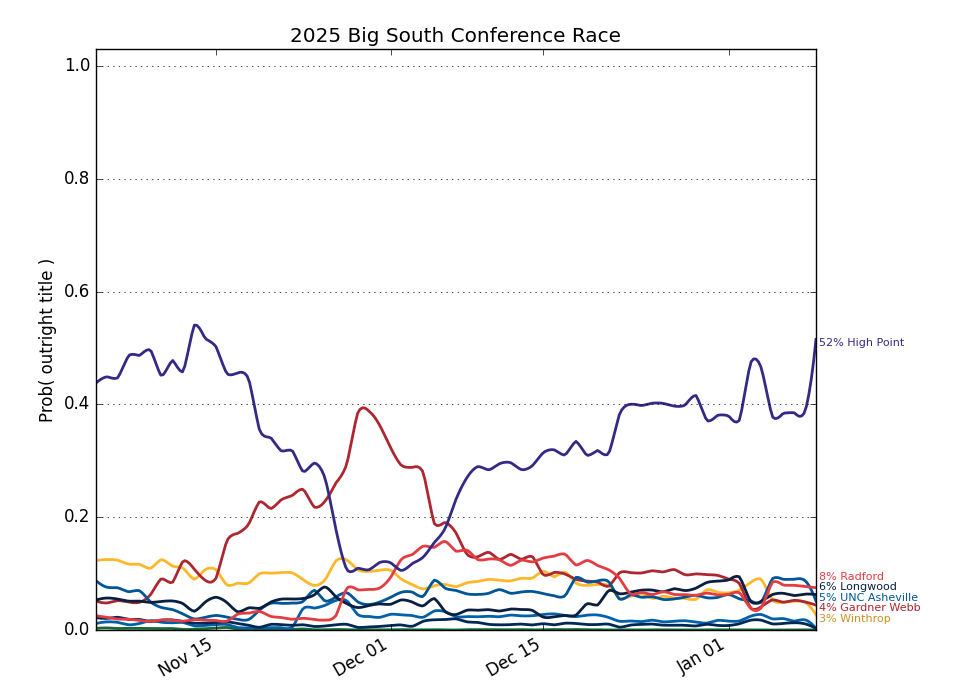 2025 Big South Conference Race
Prob( outright title )
1.0
0.8
0.6
0.4
0.2
0.0
Nov 15
Dec 01
Dec 15
Jan 01
52% High Point
8% Radford
6% Longwood
5% UNC Asheville
4% Gardner Webb
3% Winthrop